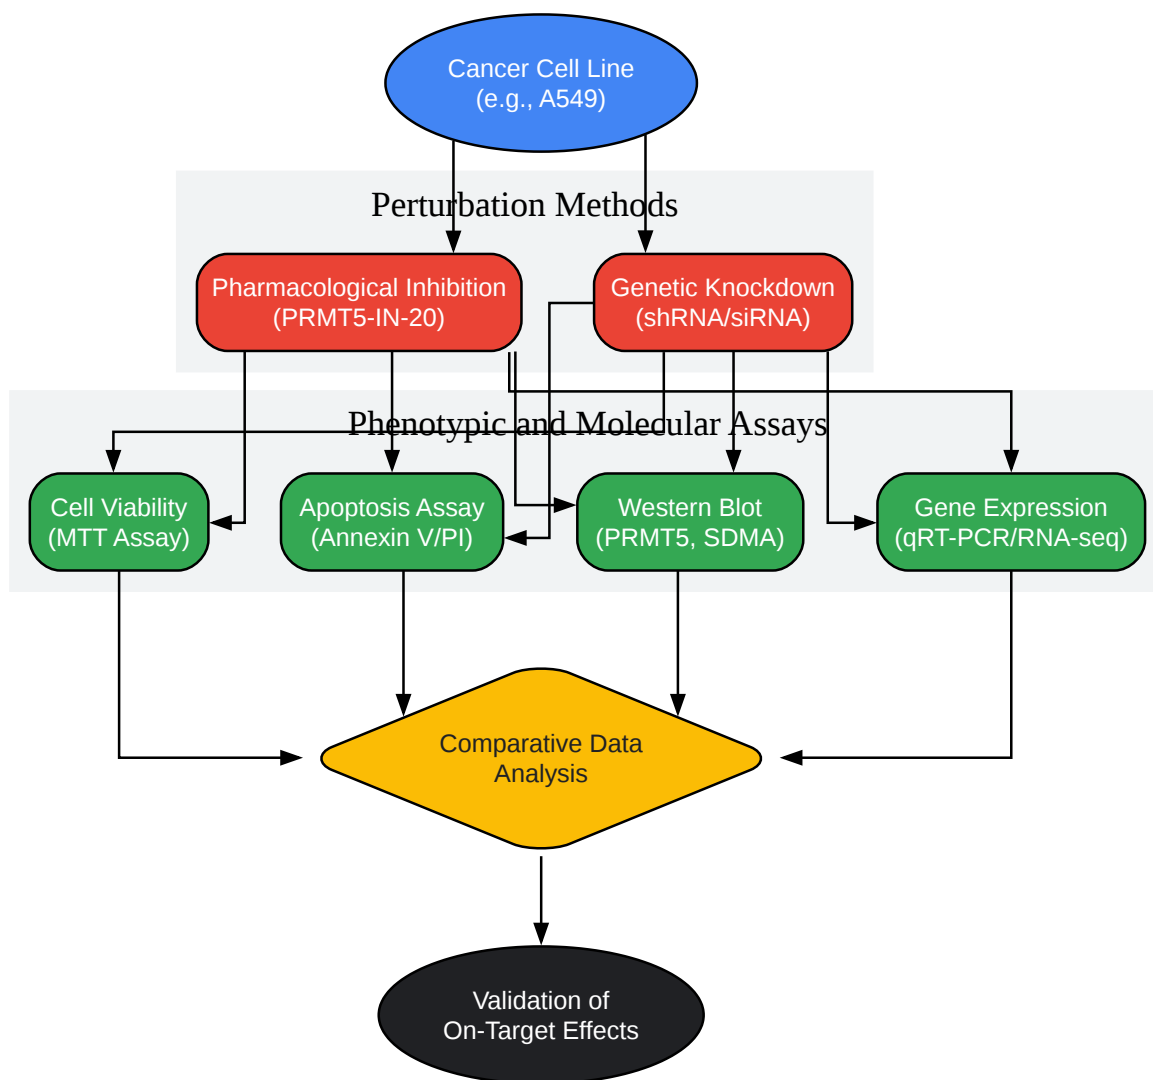 Cancer Cell Line
(e.g., A549)
Perturbation Methods
Pharmacological Inhibition
(PRMT5-IN-20)
Genetic Knockdown
(shRNA/siRNA)
Phenotypic and Molecular Assays
Cell Viability
(MTT Assay)
Apoptosis Assay
(Annexin V/PI)
Western Blot
(PRMT5, SDMA)
Gene Expression
(qRT-PCR/RNA-seq)
Comparative Data
Analysis
Validation of
On-Target Effects